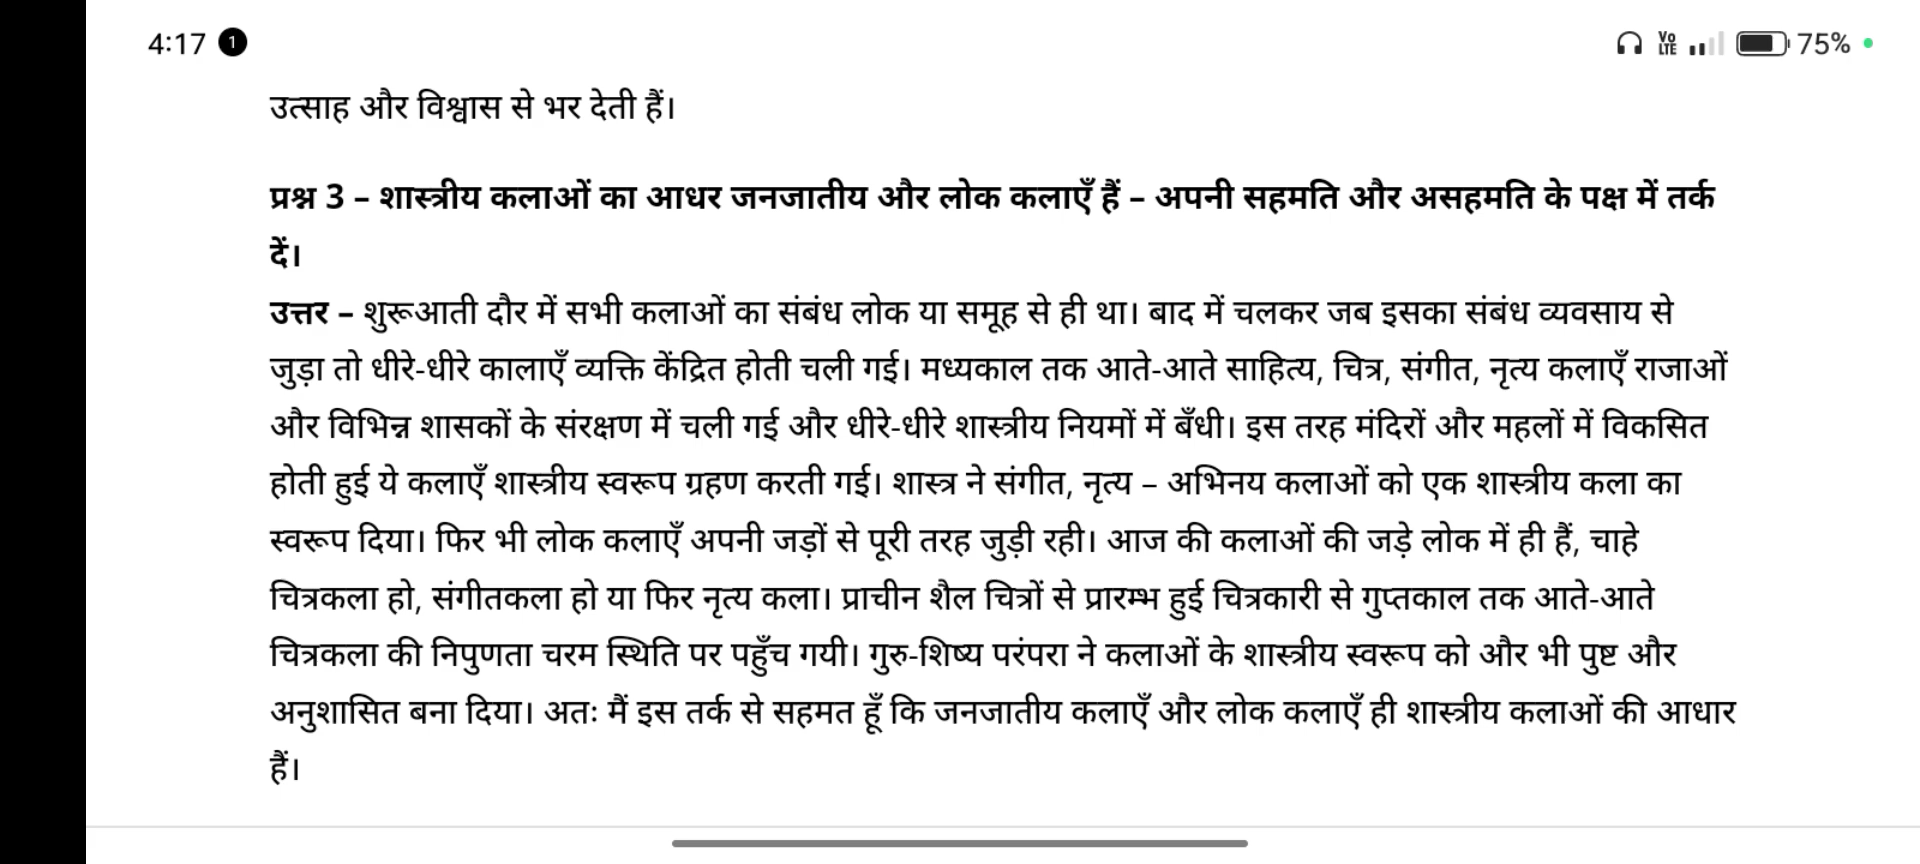 4:17 1 Vo LTE 75%
उत्साह और विश्वास से भर देती हैं।
प्रश्न 3 – शास्त्रीय कलाओं का आधर जनजातीय और लोक कलाएँ हैं – अपनी सहमति और असहमति के पक्ष में तर्क
दें।
उत्तर – शुरूआती दौर में सभी कलाओं का संबंध लोक या समूह से ही था। बाद में चलकर जब इसका संबंध व्यवसाय से
जुड़ा तो धीरे-धीरे कालाएँ व्यक्ति केंद्रित होती चली गई। मध्यकाल तक आते-आते साहित्य, चित्र, संगीत, नृत्य कलाएँ राजाओं
और विभिन्न शासकों के संरक्षण में चली गई और धीरे-धीरे शास्त्रीय नियमों में बँधी। इस तरह मंदिरों और महलों में विकसित
होती हुई ये कलाएँ शास्त्रीय स्वरूप ग्रहण करती गई। शास्त्र ने संगीत, नृत्य – अभिनय कलाओं को एक शास्त्रीय कला का
स्वरूप दिया। फिर भी लोक कलाएँ अपनी जड़ों से पूरी तरह जुड़ी रही। आज की कलाओं की जड़े लोक में ही हैं, चाहे
चित्रकला हो, संगीतकला हो या फिर नृत्य कला। प्राचीन शैल चित्रों से प्रारम्भ हुई चित्रकारी से गुप्तकाल तक आते-आते
चित्रकला की निपुणता चरम स्थिति पर पहुँच गयी। गुरु-शिष्य परंपरा ने कलाओं के शास्त्रीय स्वरूप को और भी पुष्ट और
अनुशासित बना दिया। अतः मैं इस तर्क से सहमत हूँ कि जनजातीय कलाएँ और लोक कलाएँ ही शास्त्रीय कलाओं की आधार
हैं।